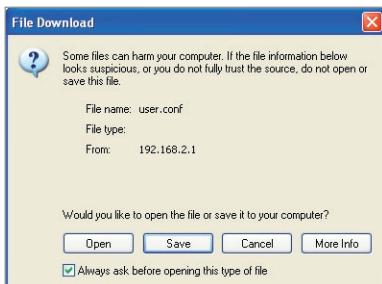 File Download
Some files can harm your computer. If the file information below
looks suspicious, or you do not fully trust the source, do not open or
save this file.
File name: user.conf
File type:
From: 192.168.2.1
Would you like to open the file or save it to your computer?
Open Save Cancel More Info
Always ask before opening this type of file